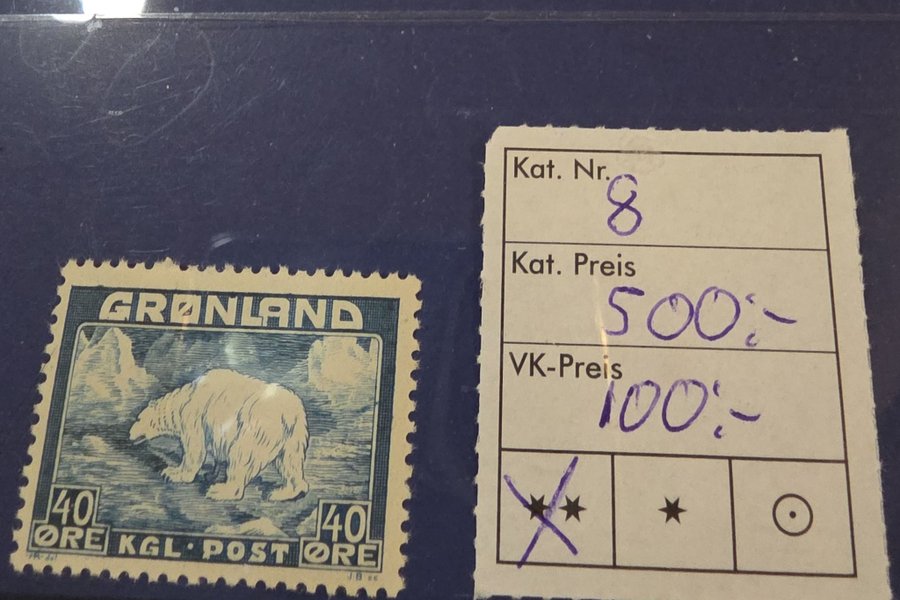 GRØNLAND
40
ØRE
KGL·POST
40
ØRE
Kat. Nr.
8
Kat. Preis
500:-
VK-Preis
100:-